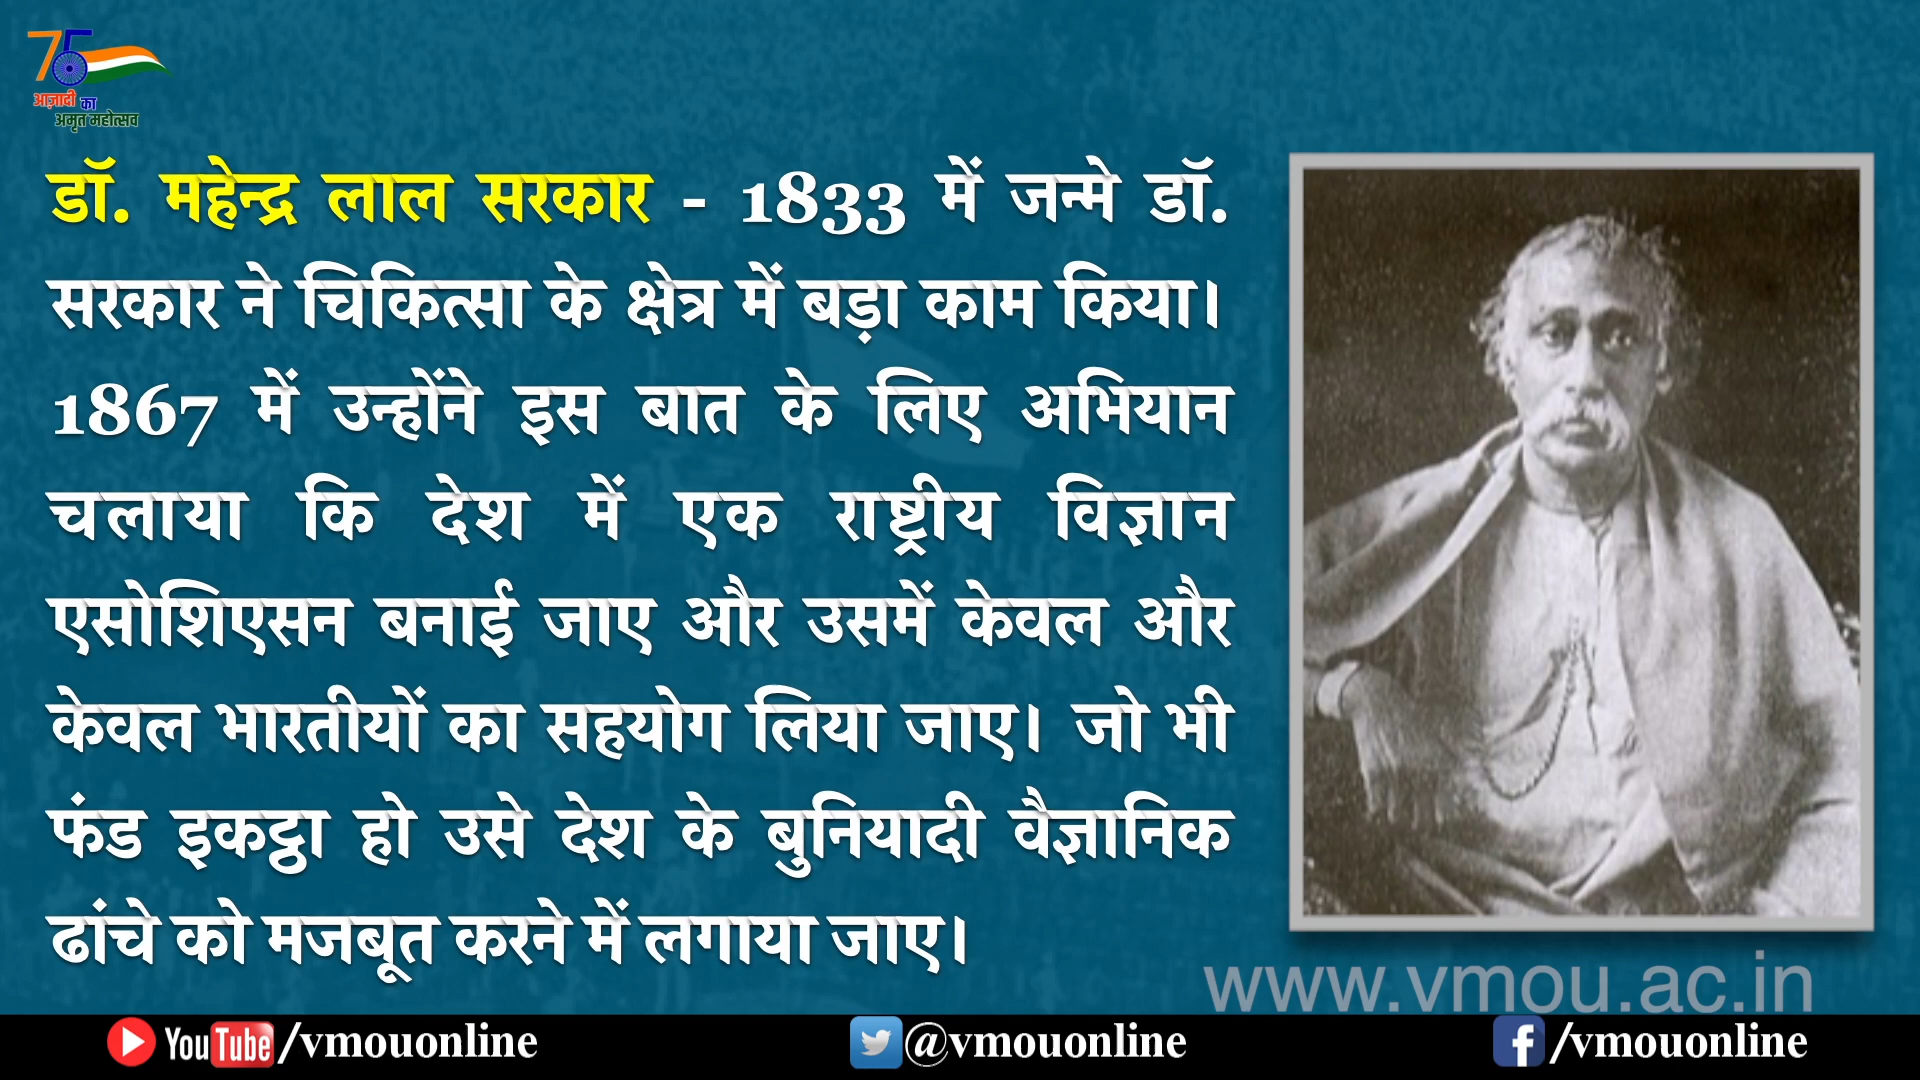 75
आज़ादी का
अमृत महोत्सव
डॉ. महेन्द्र लाल सरकार - 1833 में जन्मे डॉ.
सरकार ने चिकित्सा के क्षेत्र में बड़ा काम किया।
1867 में उन्होंने इस बात के लिए अभियान
चलाया कि देश में एक राष्ट्रीय विज्ञान
एसोशिएसन बनाई जाए और उसमें केवल और
केवल भारतीयों का सहयोग लिया जाए। जो भी
फंड इकट्ठा हो उसे देश के बुनियादी वैज्ञानिक
ढांचे को मजबूत करने में लगाया जाए।
www.vmou.ac.in
YouTube /vmouonline
@vmouonline
f /vmouonline